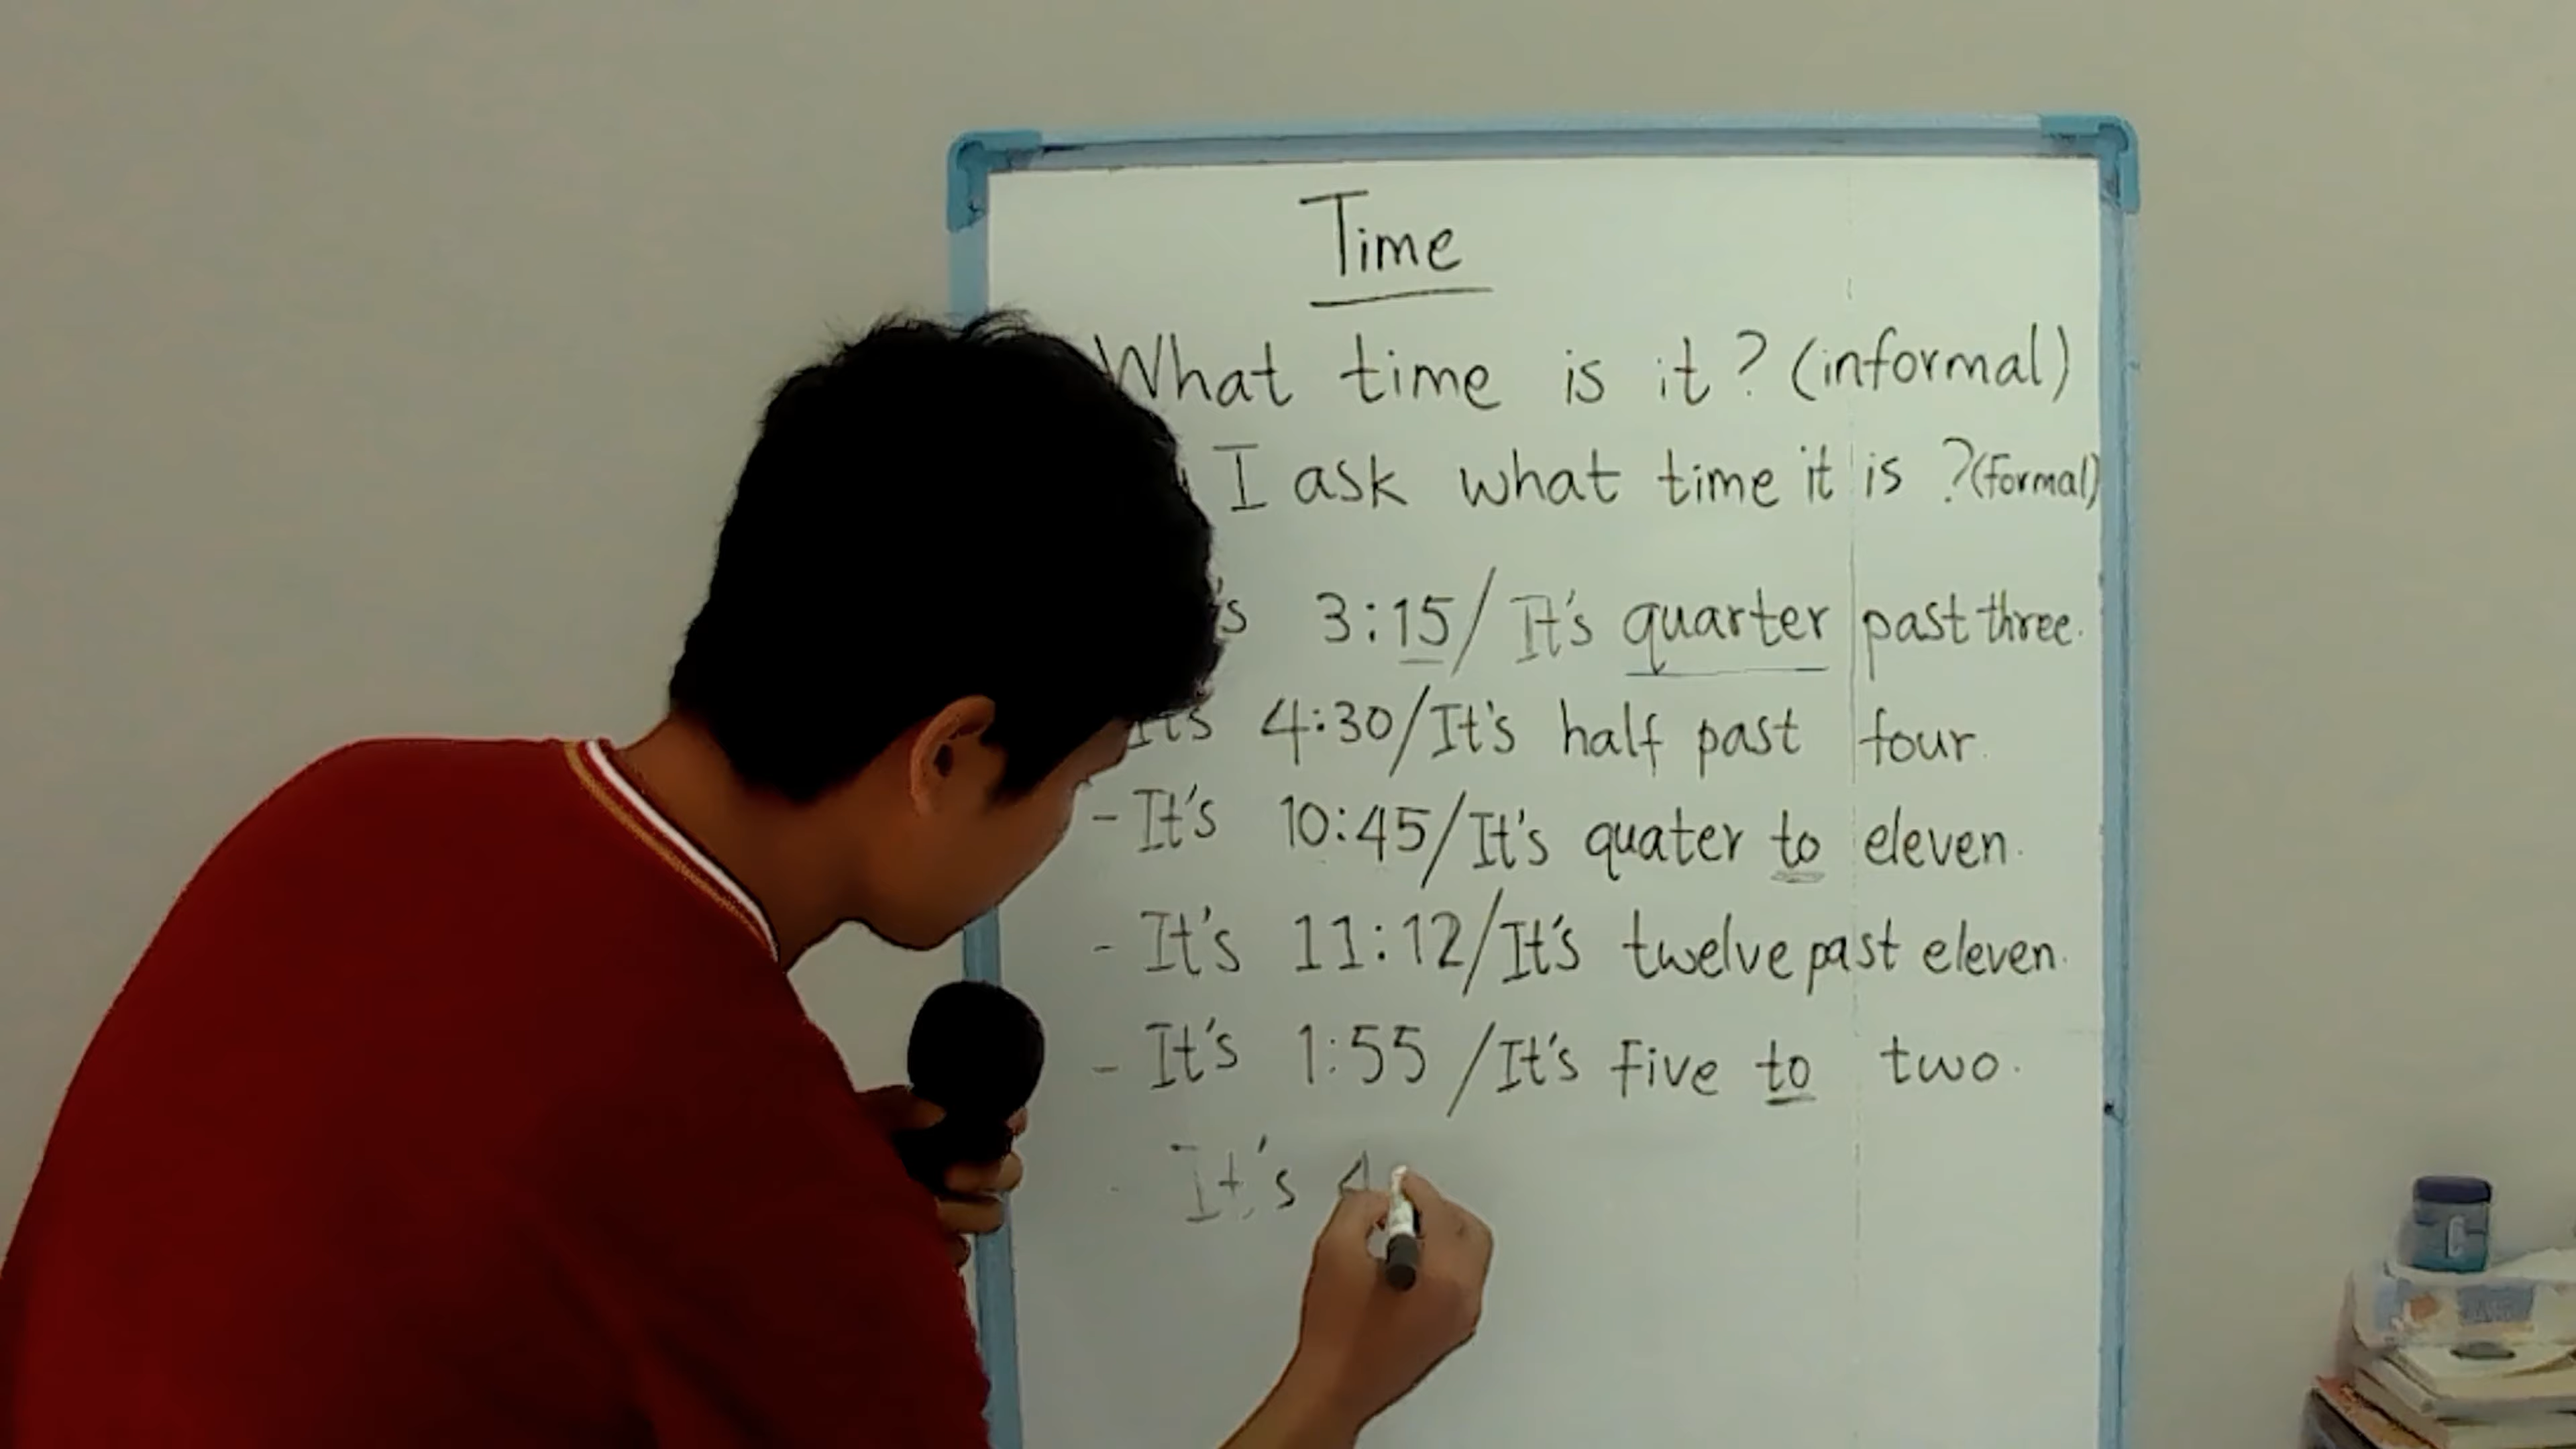 Time
What time is it? (informal)
I ask what time it is ?(formal)
's 3:15/ It's quarter past three.
It's 4:30/It's half past four.
- It's 10:45/It's quater to eleven.
- It's 11:12/It's twelve past eleven.
- It's 1:55 /It's five to two.
- It's 4
C